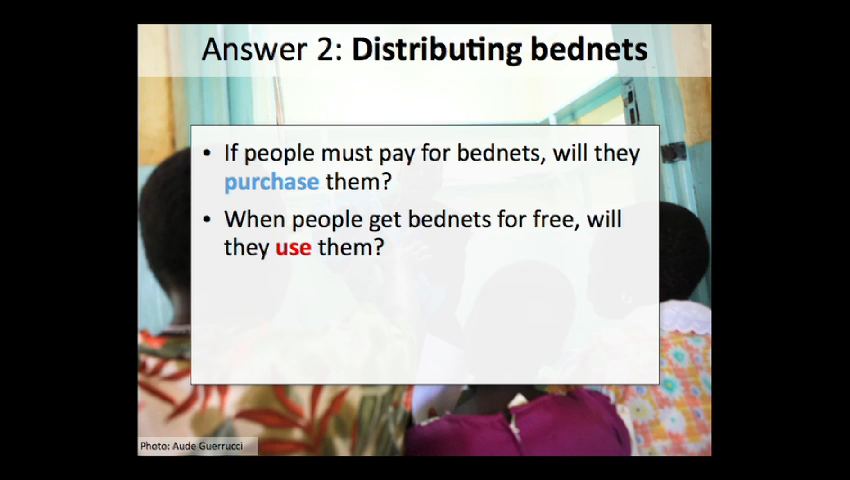 Answer 2: Distributing bednets
• If people must pay for bednets, will they
purchase them?
• When people get bednets for free, will
they use them?
Photo: Aude Guerrucci